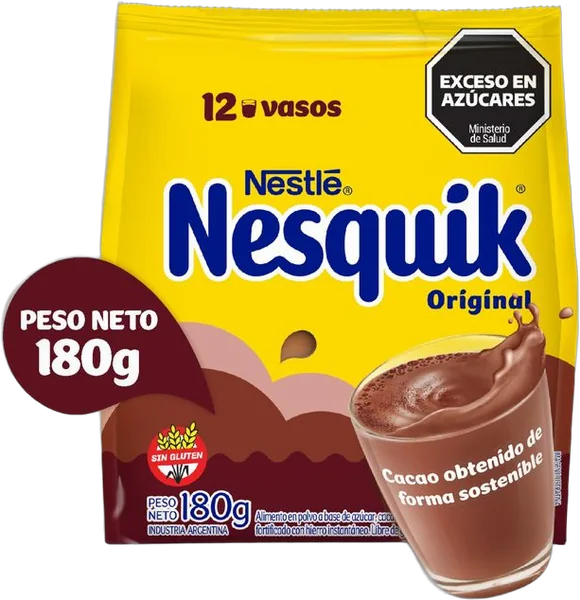 EXCESO EN
AZÚCARES
Ministerio
de Salud
12 vasos
Nestlé®
Nesquik®
Original
PESO NETO
180g
Cacao obtenido de
forma sostenible
SIN GLUTEN
PESO
NETO 180g
INDUSTRIA ARGENTINA
Alimento en polvo a base de azúcar, cacao
fortificado con hierro. Instantáneo. Libre de